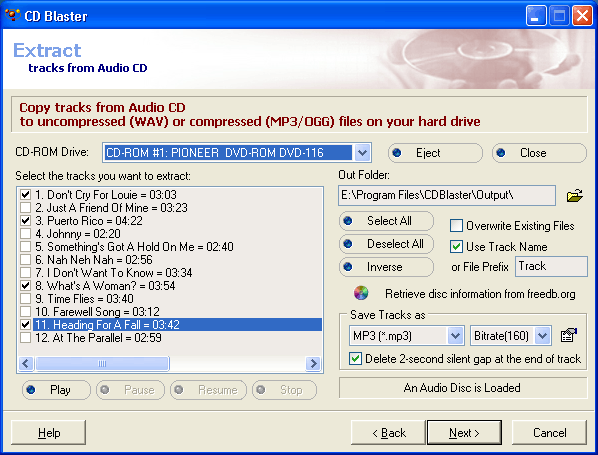 CD Blaster
Extract
tracks from Audio CD
Copy tracks from Audio CD
to uncompressed (WAV) or compressed (MP3/OGG) files on your hard drive
CD-ROM Drive: CD-ROM #1: PIONEER DVD-ROM DVD-116 Eject Close
Select the tracks you want to extract:
1. Don't Cry For Louie = 03:03
2. Just A Friend Of Mine = 03:23
3. Puerto Rico = 04:22
4. Johnny = 02:20
5. Something's Got A Hold On Me = 02:40
6. Nah Neh Nah = 02:56
7. I Don't Want To Know = 03:34
8. What's A Woman? = 03:54
9. Time Flies = 03:40
10. Farewell Song = 03:12
11. Heading For A Fall = 03:42
12. At The Parallel = 02:59
Play Pause Resume Stop
Out Folder:
E:\Program Files\CDBlaster\Output\
Select All
Deselect All
Inverse
Overwrite Existing Files
Use Track Name
or File Prefix Track
Retrieve disc information from freedb.org
Save Tracks as
MP3 (*.mp3) Bitrate(160)
Delete 2-second silent gap at the end of track
An Audio Disc is Loaded
Help < Back Next > Cancel